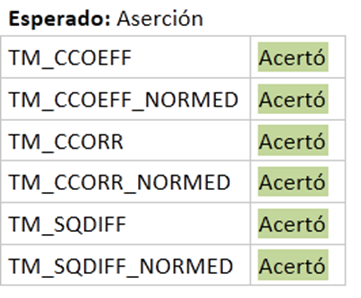 Esperado: Aserción
TM_CCOEFF Acertó
TM_CCOEFF_NORMED Acertó
TM_CCORR Acertó
TM_CCORR_NORMED Acertó
TM_SQDIFF Acertó
TM_SQDIFF_NORMED Acertó